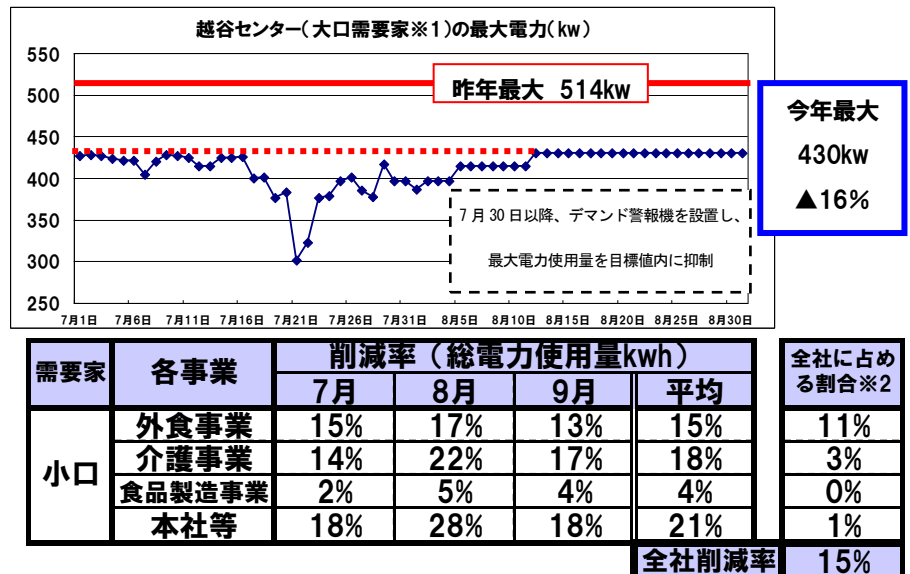 越谷センター(大口需要家※1)の最大電力(kw)
550
500
450
400
350
300
250
昨年最大 514kw
今年最大
430kw
▲16%
7月30日以降、デマンド警報機を設置し、
最大電力使用量を目標値内に抑制
7月1日 7月6日 7月11日 7月16日 7月21日 7月26日 7月31日 8月5日 8月10日 8月15日 8月20日 8月25日 8月30日
需要家 各事業 削減率(総電力使用量kwh) 全社に占め
る割合※2
7月 8月 9月 平均
小口
外食事業 15% 17% 13% 15% 11%
介護事業 14% 22% 17% 18% 3%
食品製造事業 2% 5% 4% 4% 0%
本社等 18% 28% 18% 21% 1%
全社削減率 15%